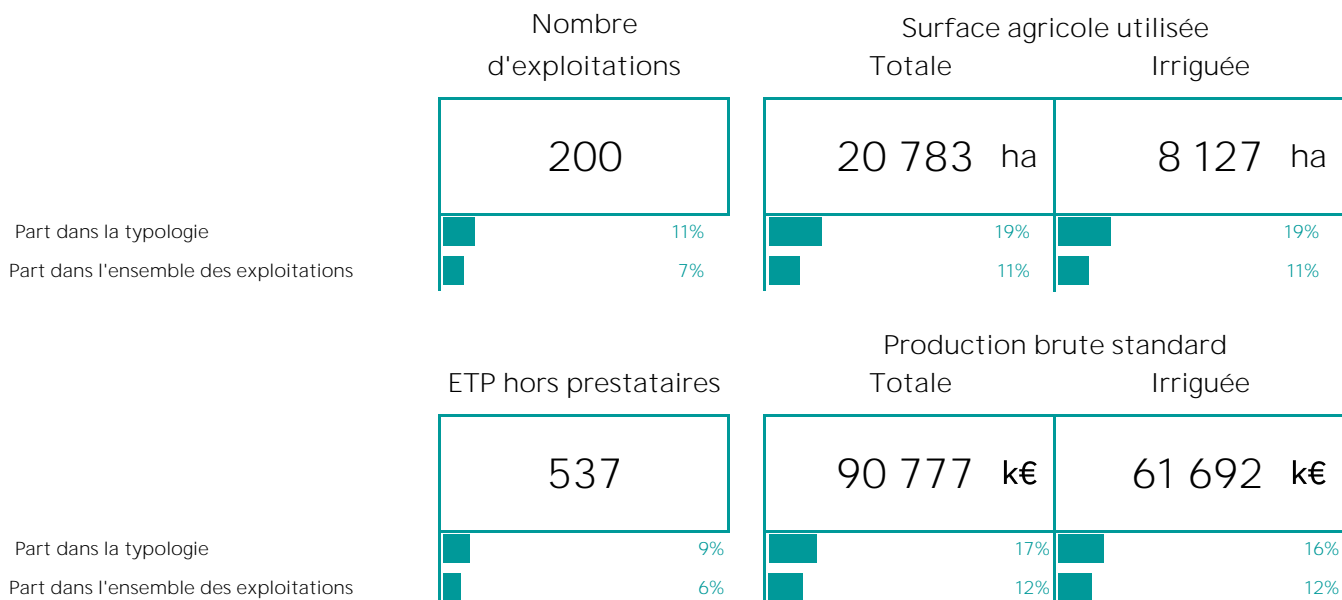 Nombre d'exploitations
Surface agricole utilisée
Totale Irriguée
200 20 783 ha 8 127 ha
Part dans la typologie 11% 19% 19%
Part dans l'ensemble des exploitations 7% 11% 11%
Production brute standard
ETP hors prestataires Totale Irriguée
537 90 777 k€ 61 692 k€
Part dans la typologie 9% 17% 16%
Part dans l'ensemble des exploitations 6% 12% 12%